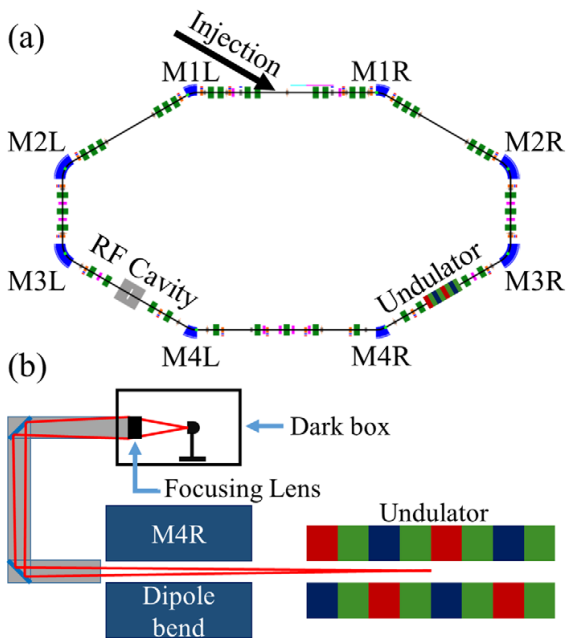 (a)
Injection
M1L
M1R
M2L
M2R
RF Cavity
Undulator
M3L
M3R
M4L
M4R
(b)
Dark box
Focusing Lens
M4R
Undulator
Dipole
bend